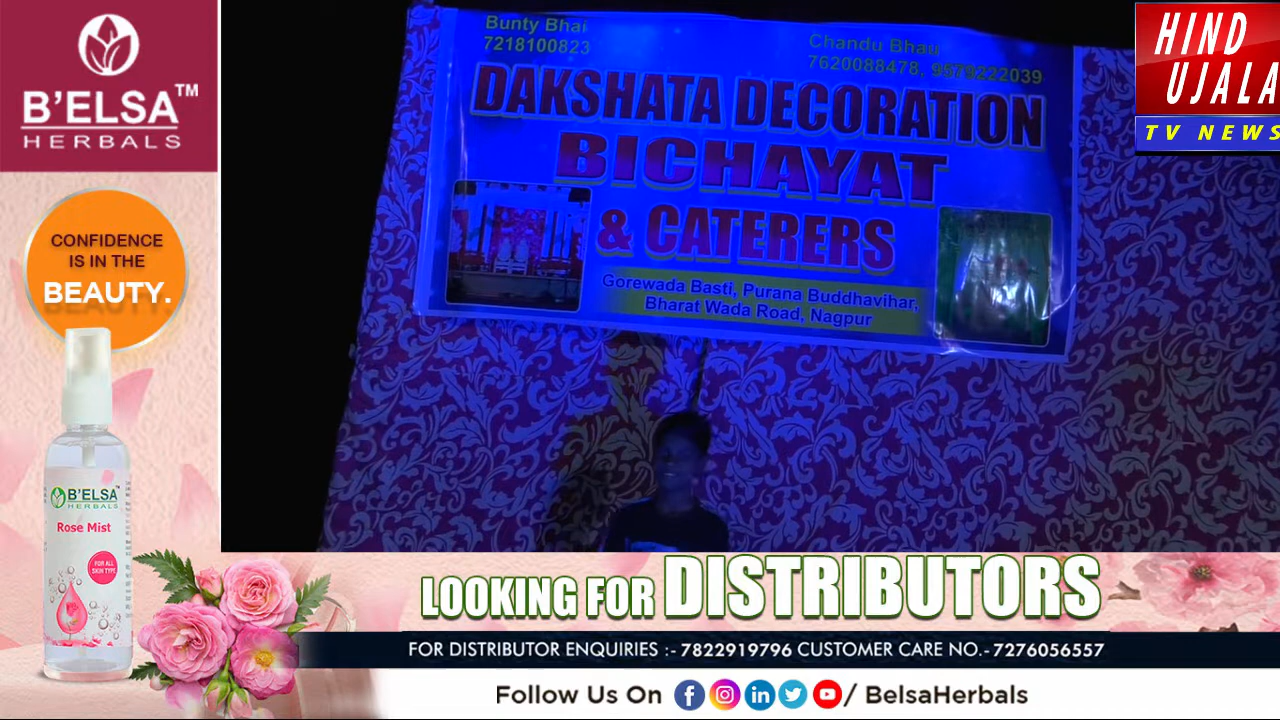 B'ELSA™
HERBALS
CONFIDENCE
IS IN THE
BEAUTY.
B'ELSA™
HERBALS
Rose Mist
FOR ALL
SKIN TYPE
Bunty Bhai
7218100823
Chandu Bhau
7620088478, 9579222039
DAKSHATA DECORATION
BICHAYAT
& CATERERS
Gorewada Basti, Purana Buddhavihar,
Bharat Wada Road, Nagpur
HIND
UJALA
TV NEWS
LOOKING FOR DISTRIBUTORS
FOR DISTRIBUTOR ENQUIRIES :- 7822919796 CUSTOMER CARE NO.- 7276056557
Follow Us On / BelsaHerbals